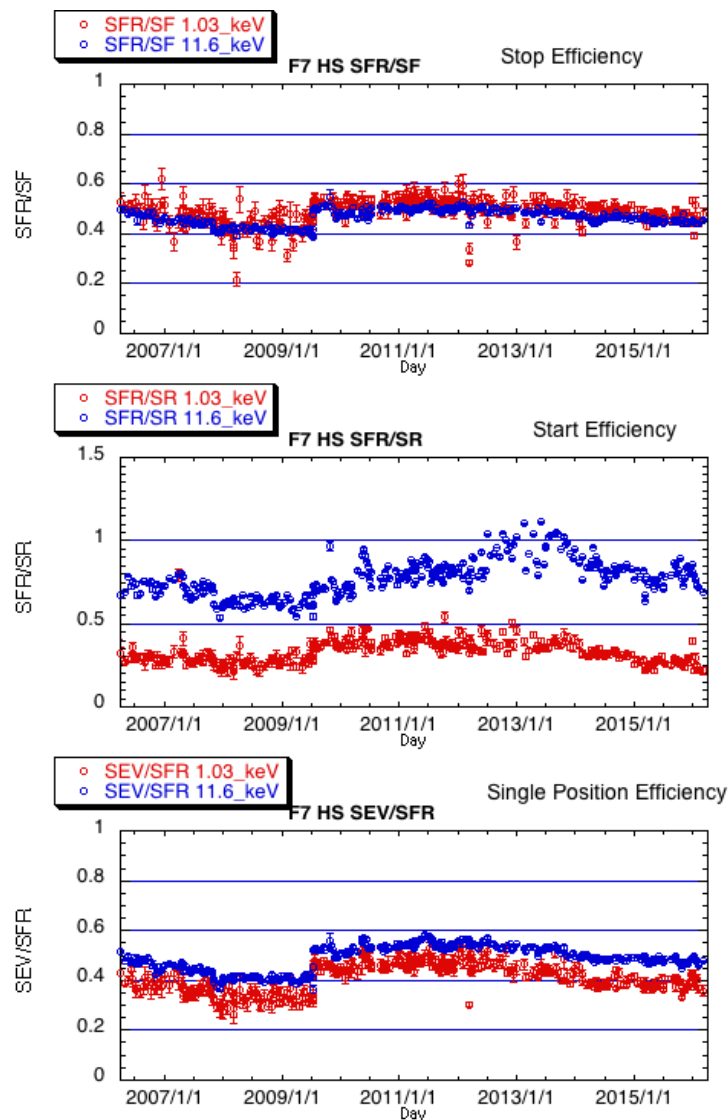 SFR/SF 1.03_keV
SFR/SF 11.6_keV
F7 HS SFR/SF
Stop Efficiency
1
0.8
0.6
0.4
0.2
0
SFR/SF
2007/1/1 2009/1/1 2011/1/1 2013/1/1 2015/1/1
Day
SFR/SR 1.03_keV
SFR/SR 11.6_keV
F7 HS SFR/SR
Start Efficiency
1.5
1
0.5
0
SFR/SR
2007/1/1 2009/1/1 2011/1/1 2013/1/1 2015/1/1
Day
SEV/SFR 1.03_keV
SEV/SFR 11.6_keV
F7 HS SEV/SFR
Single Position Efficiency
1
0.8
0.6
0.4
0.2
0
SEV/SFR
2007/1/1 2009/1/1 2011/1/1 2013/1/1 2015/1/1
Day